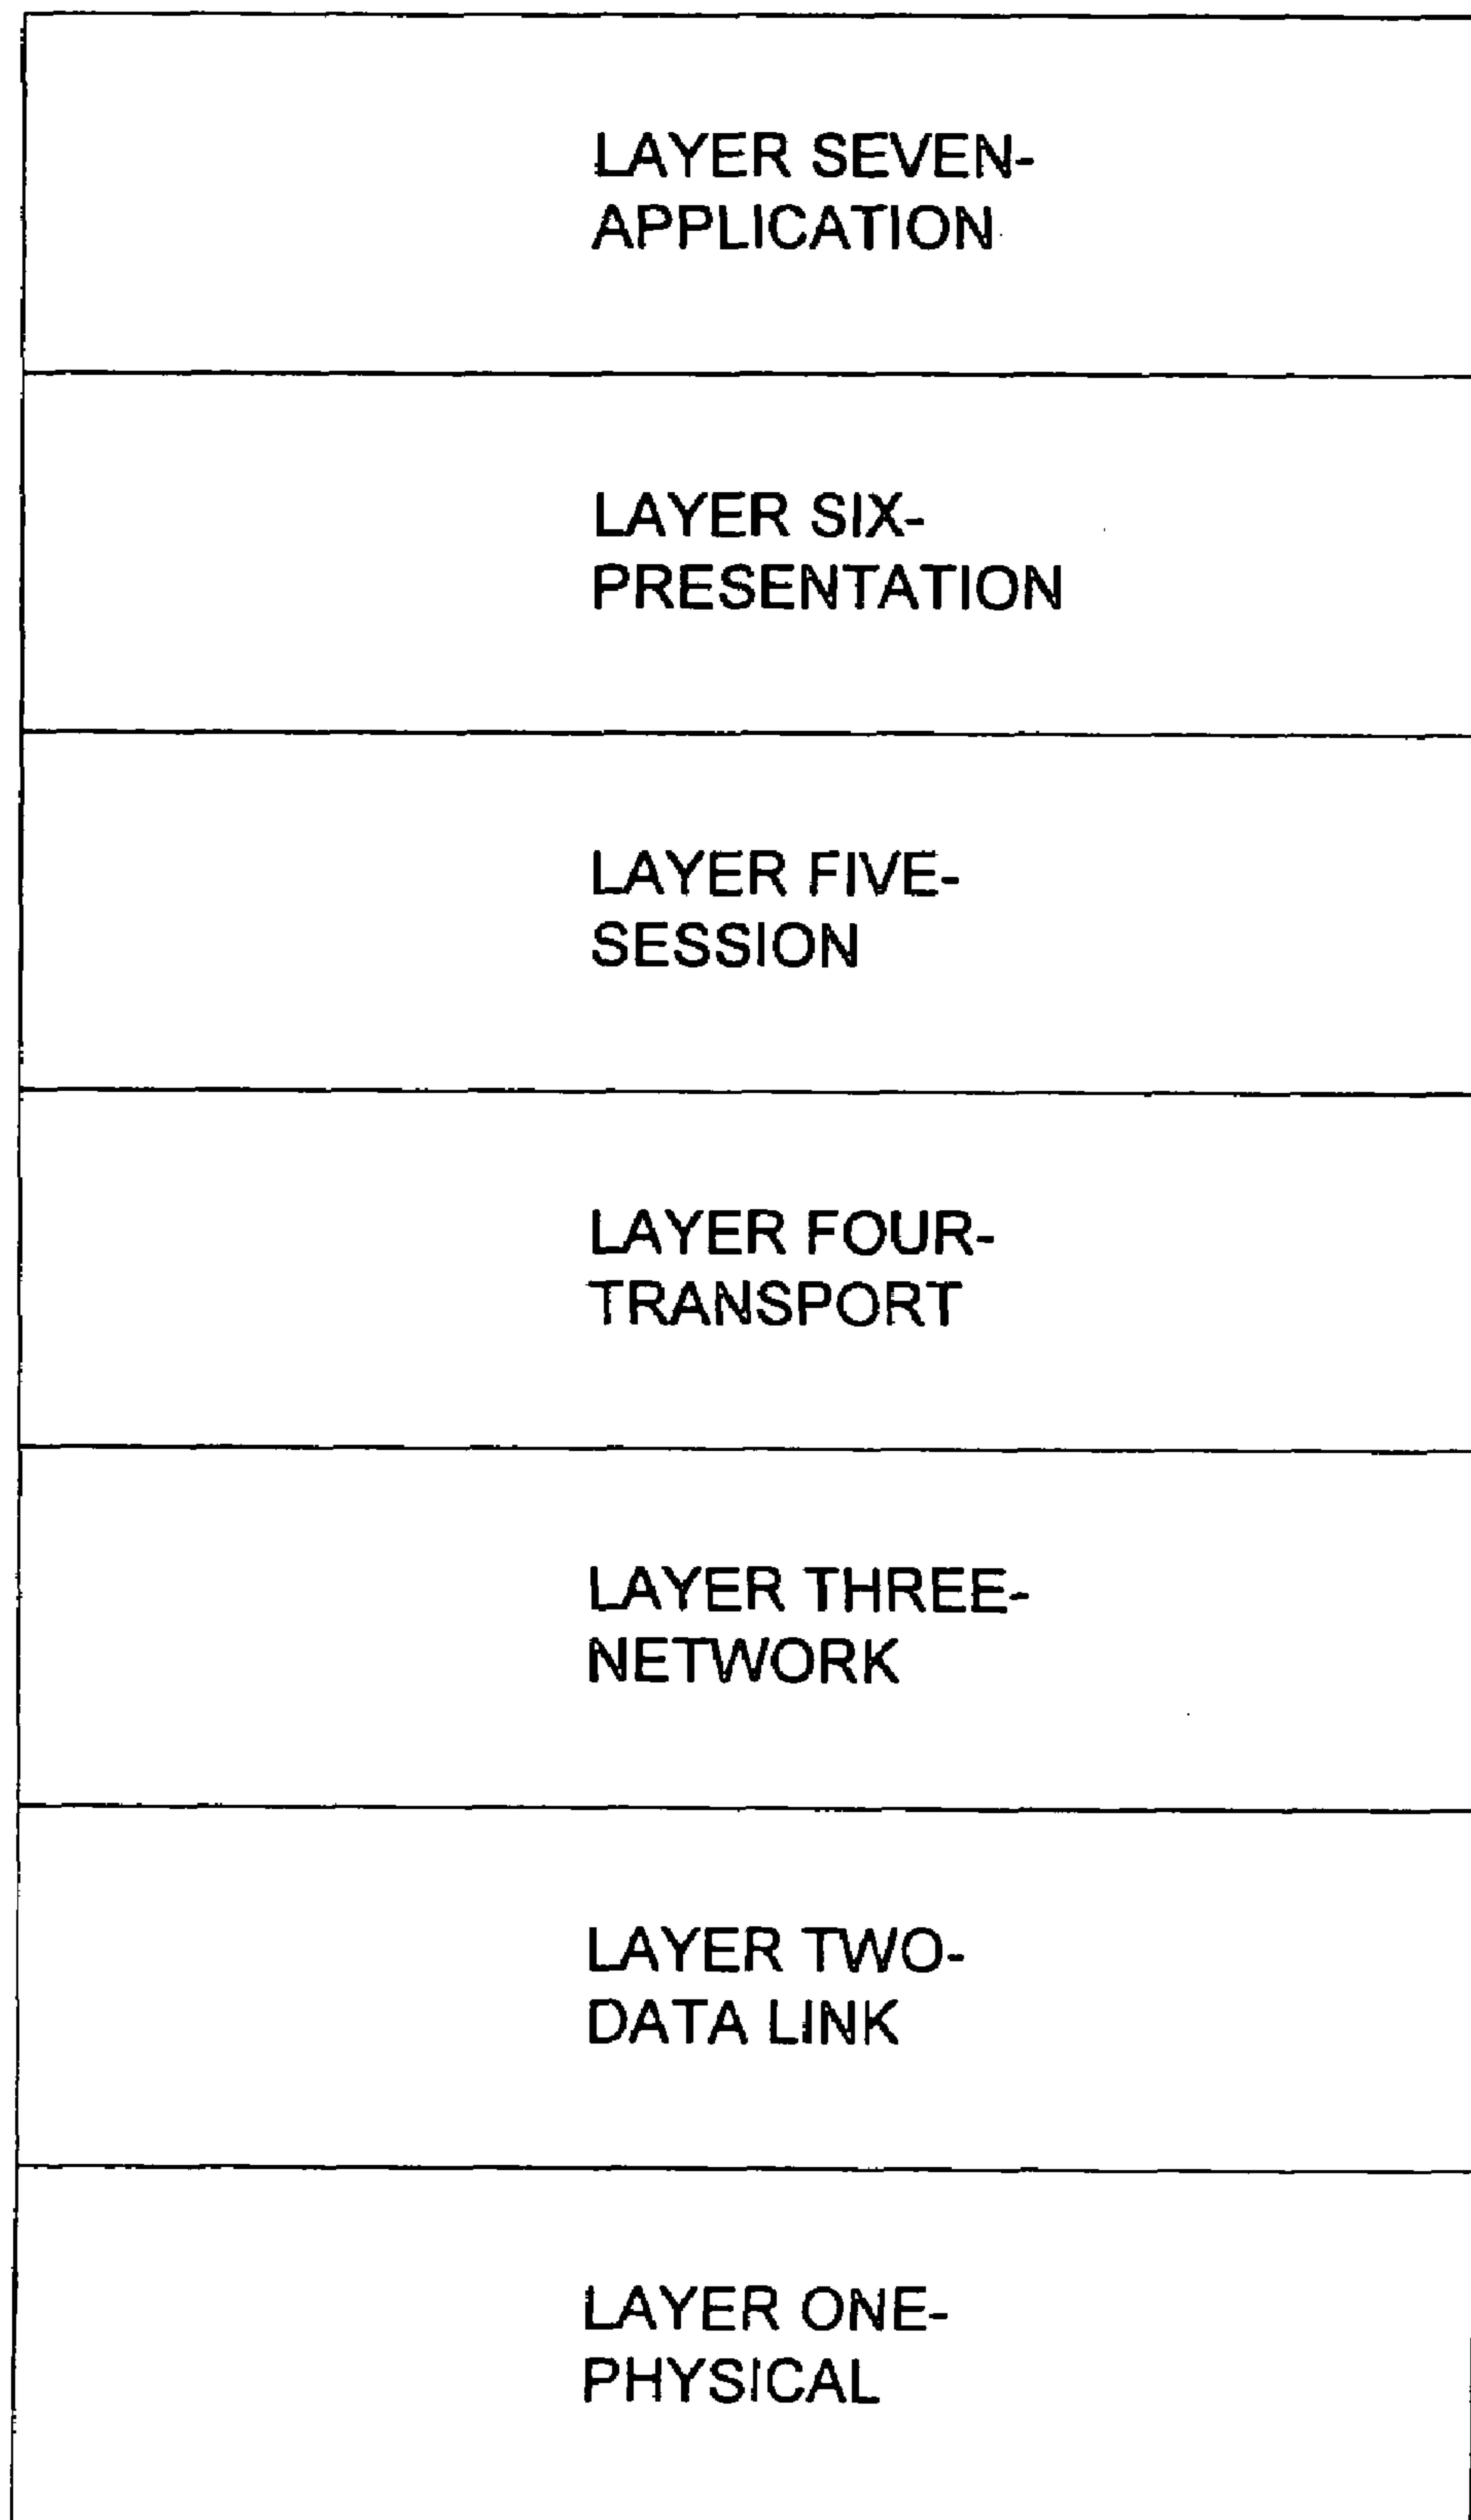 LAYER SEVEN-
APPLICATION
LAYER SIX-
PRESENTATION
LAYER FIVE-
SESSION
LAYER FOUR-
TRANSPORT
LAYER THREE-
NETWORK
LAYER TWO-
DATA LINK
LAYER ONE-
PHYSICAL